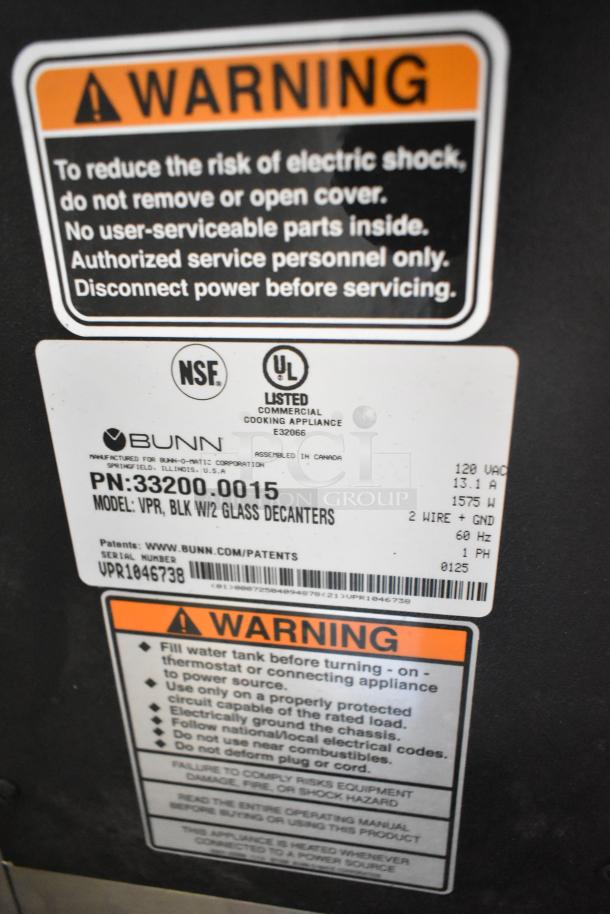 WARNING
To reduce the risk of electric shock,
do not remove or open cover.
No user-serviceable parts inside.
Authorized service personnel only.
Disconnect power before servicing.
NSF®
UL
LISTED
COMMERCIAL
COOKING APPLIANCE
E32066
BUNN
MANUFACTURED FOR BUNN-O-MATIC CORPORATION
SPRINGFIELD, ILLINOIS, U.S.A
ASSEMBLED IN CANADA
PN:33200.0015
MODEL: VPR, BLK W/2 GLASS DECANTERS
120 VAC
13.1 A
1575 W
2 WIRE + GND
60 Hz
1 PH
0125
Patents: WWW.BUNN.COM/PATENTS
SERIAL NUMBER
VPR1046738
(01)00072504094878(21)VPR1046738
PCI
AUCTION GROUP
WARNING
◆ Fill water tank before turning - on -
thermostat or connecting appliance
to power source.
◆ Use only on a properly protected
circuit capable of the rated load.
◆ Electrically ground the chassis.
◆ Follow national/local electrical codes.
◆ Do not use near combustibles.
◆ Do not deform plug or cord.
FAILURE TO COMPLY RISKS EQUIPMENT
DAMAGE, FIRE, OR SHOCK HAZARD
READ THE ENTIRE OPERATING MANUAL
BEFORE BUYING OR USING THIS PRODUCT
THIS APPLIANCE IS HEATED WHENEVER
CONNECTED TO A POWER SOURCE